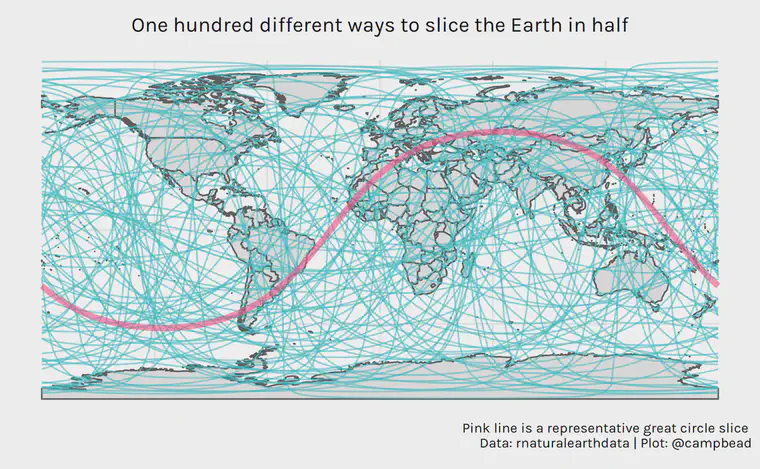 One hundred different ways to slice the Earth in half
Pink line is a representative great circle slice
Data: rnaturalearthdata | Plot: @campbead